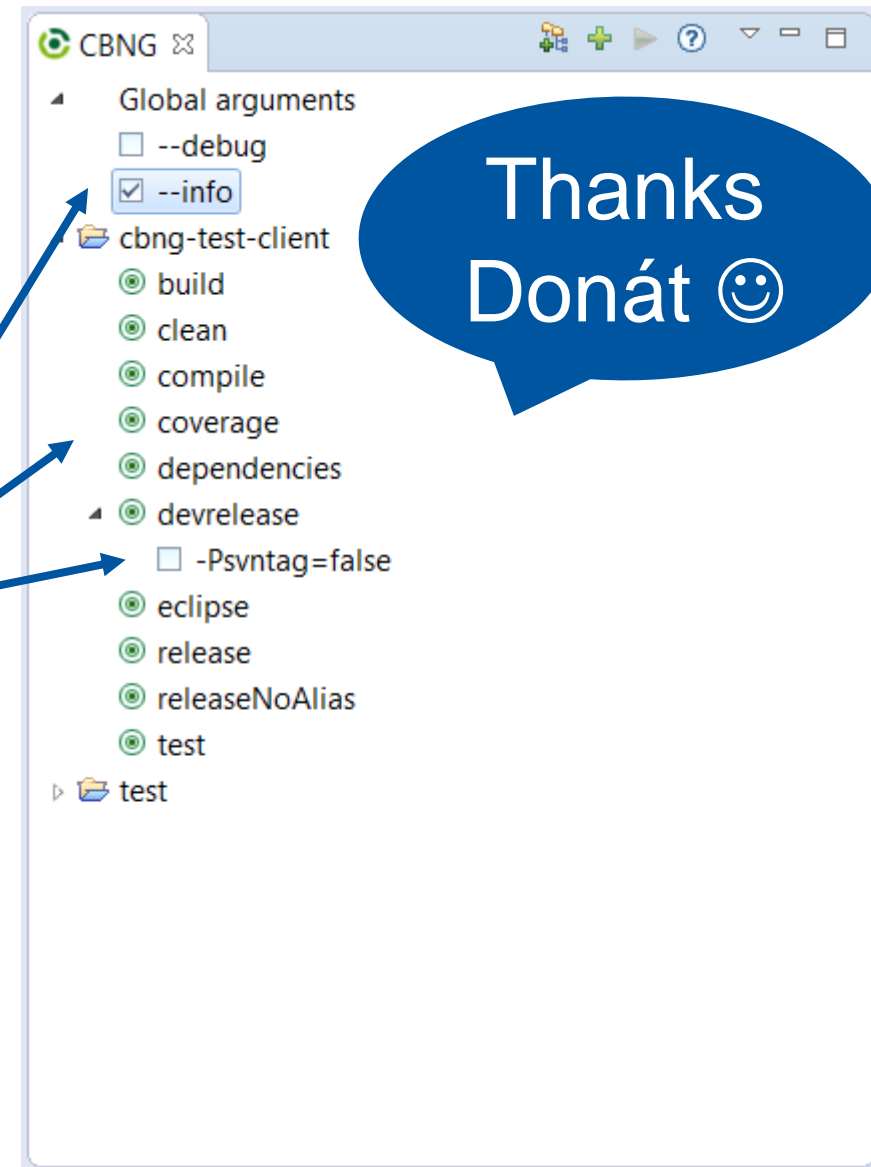 CBNG
Global arguments
--debug
--info
cbng-test-client
build
clean
compile
coverage
dependencies
devrelease
-Psvntag=false
eclipse
release
releaseNoAlias
test
test
Thanks
Donát ☺